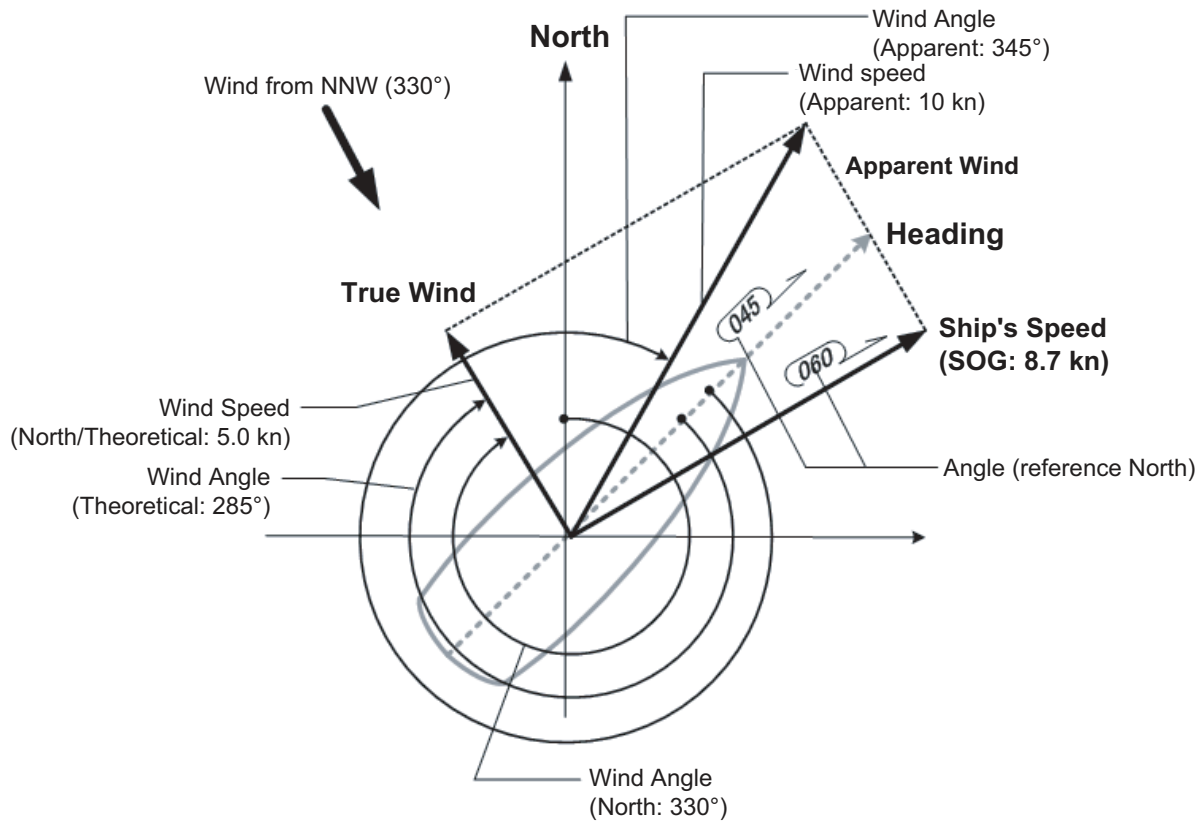 Wind Angle
(Apparent: 345°)
North
Wind speed
(Apparent: 10 kn)
Wind from NNW (330°)
Apparent Wind
Heading
True Wind
045
Ship's Speed
(SOG: 8.7 kn)
060
Wind Speed
(North/Theoretical: 5.0 kn)
Angle (reference North)
Wind Angle
(Theoretical: 285°)
Wind Angle
(North: 330°)